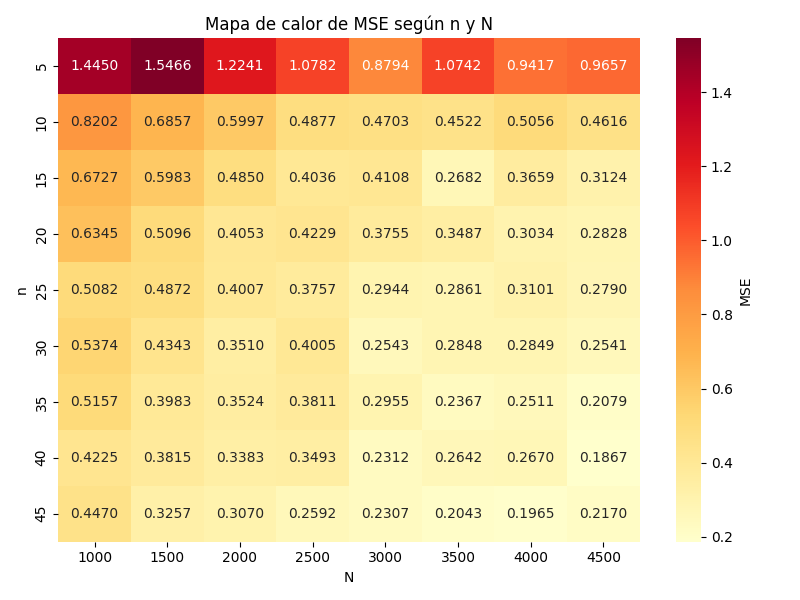 Mapa de calor de MSE según n y N
5 1.4450 1.5466 1.2241 1.0782 0.8794 1.0742 0.9417 0.9657
10 0.8202 0.6857 0.5997 0.4877 0.4703 0.4522 0.5056 0.4616
15 0.6727 0.5983 0.4850 0.4036 0.4108 0.2682 0.3659 0.3124
20 0.6345 0.5096 0.4053 0.4229 0.3755 0.3487 0.3034 0.2828
25 0.5082 0.4872 0.4007 0.3757 0.2944 0.2861 0.3101 0.2790
30 0.5374 0.4343 0.3510 0.4005 0.2543 0.2848 0.2849 0.2541
35 0.5157 0.3983 0.3524 0.3811 0.2955 0.2367 0.2511 0.2079
40 0.4225 0.3815 0.3383 0.3493 0.2312 0.2642 0.2670 0.1867
45 0.4470 0.3257 0.3070 0.2592 0.2307 0.2043 0.1965 0.2170
1000 1500 2000 2500 3000 3500 4000 4500
N
n
1.4
1.2
1.0
0.8
0.6
0.4
0.2
MSE